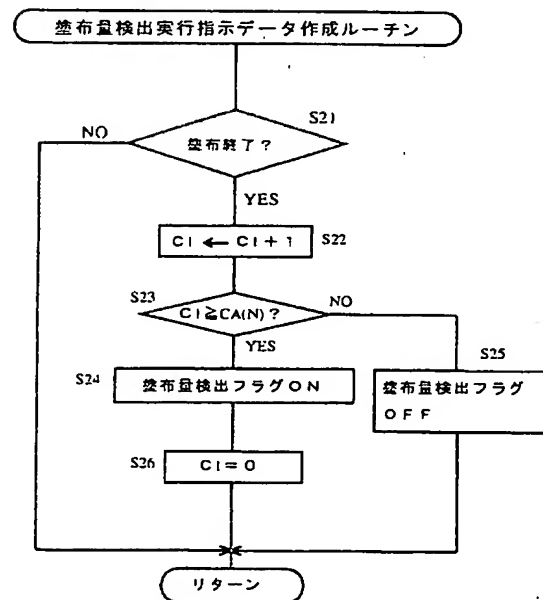 塗布量検出実行指示データ作成ルーチン
S21
NO
塗布終了？
YES
CI ← CI＋1
S22
S23
CI≧CA(N)？
NO
YES
S25
S24
塗布量検出フラグON
塗布量検出フラグ
OFF
S26
CI＝0
リターン